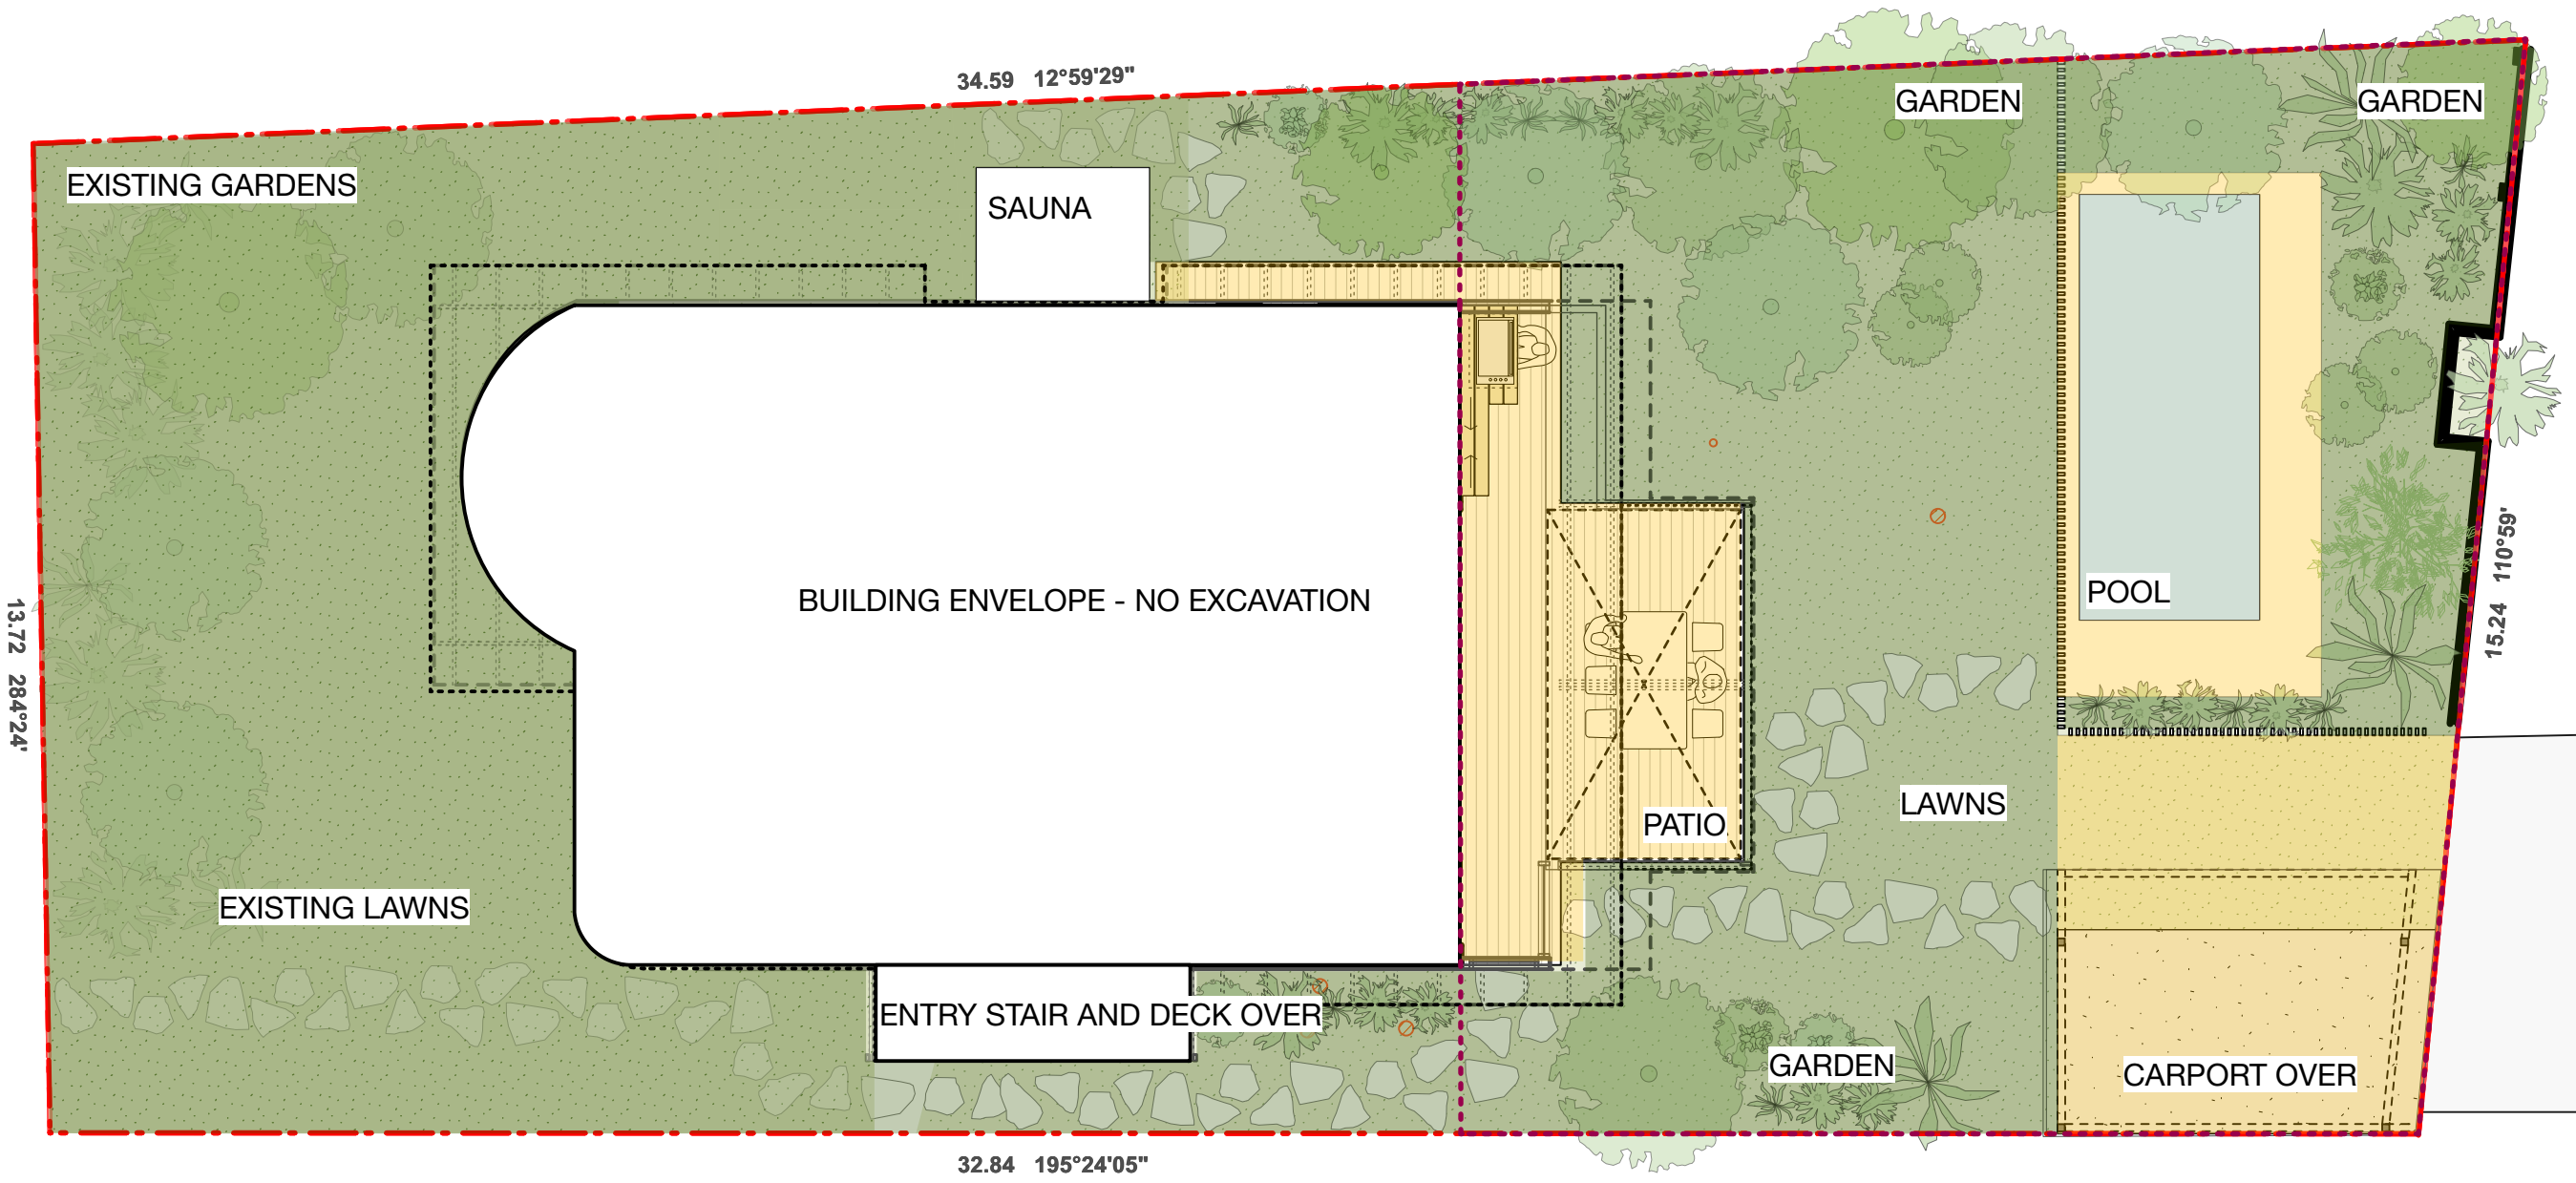 34.59 12°59'29"
GARDEN
GARDEN
EXISTING GARDENS
SAUNA
15.24 110°59'
POOL
BUILDING ENVELOPE - NO EXCAVATION
13.72 284°24'
PATIO
LAWNS
EXISTING LAWNS
ENTRY STAIR AND DECK OVER
GARDEN
CARPORT OVER
32.84 195°24'05"